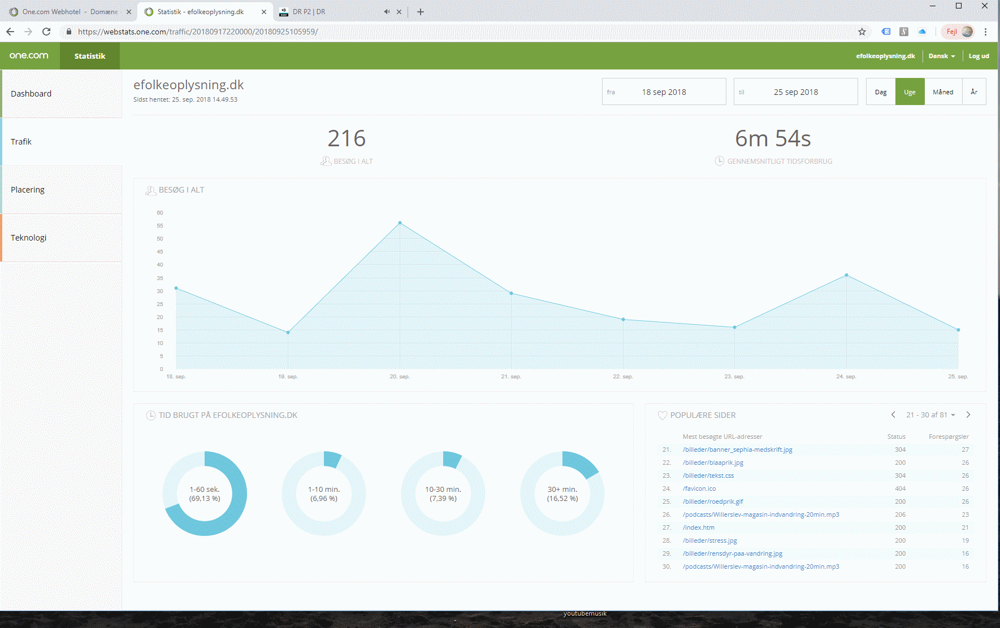 One.com Webhotel - Domæne
Statistik - efolkeoplysning.dk
DR P2 | DR
https://webstats.one.com/traffic/20180917220000/20180925105959/
Fejl
one.com
Statistik
efolkeoplysning.dk
Dansk
Log ud
Dashboard
Trafik
Placering
Teknologi
efolkeoplysning.dk
Sidst hentet: 25. sep. 2018 14.49.53
fra 18 sep 2018
til 25 sep 2018
Dag
Uge
Måned
År
216
BESØG I ALT
6m 54s
GENNEMSNITLIGT TIDSFORBRUG
BESØG I ALT
60
55
50
45
40
35
30
25
20
15
10
5
0
18. sep. 19. sep. 20. sep. 21. sep. 22. sep. 23. sep. 24. sep. 25. sep.
TID BRUGT PÅ EFOLKEOPLYSNING.DK
1-60 sek.
(69,13 %)
1-10 min.
(6,96 %)
10-30 min.
(7,39 %)
30+ min.
(16,52 %)
POPULÆRE SIDER
21 - 30 af 81
Mest besøgte URL-adresser Status Forespørgsler
21. /billeder/banner_sephia-medskrift.jpg 304 27
22. /billeder/blaaprik.jpg 200 26
23. /billeder/tekst.css 304 26
24. /favicon.ico 404 26
25. /billeder/roedprik.gif 200 26
26. /podcasts/Willerslev-magasin-indvandring-20min.mp3 206 23
27. /index.htm 200 21
28. /billeder/stress.jpg 200 19
29. /billeder/rensdyr-paa-vandring.jpg 200 16
30. /podcasts/Willerslev-magasin-indvandring-20min.mp3 200 16
youtubemusik